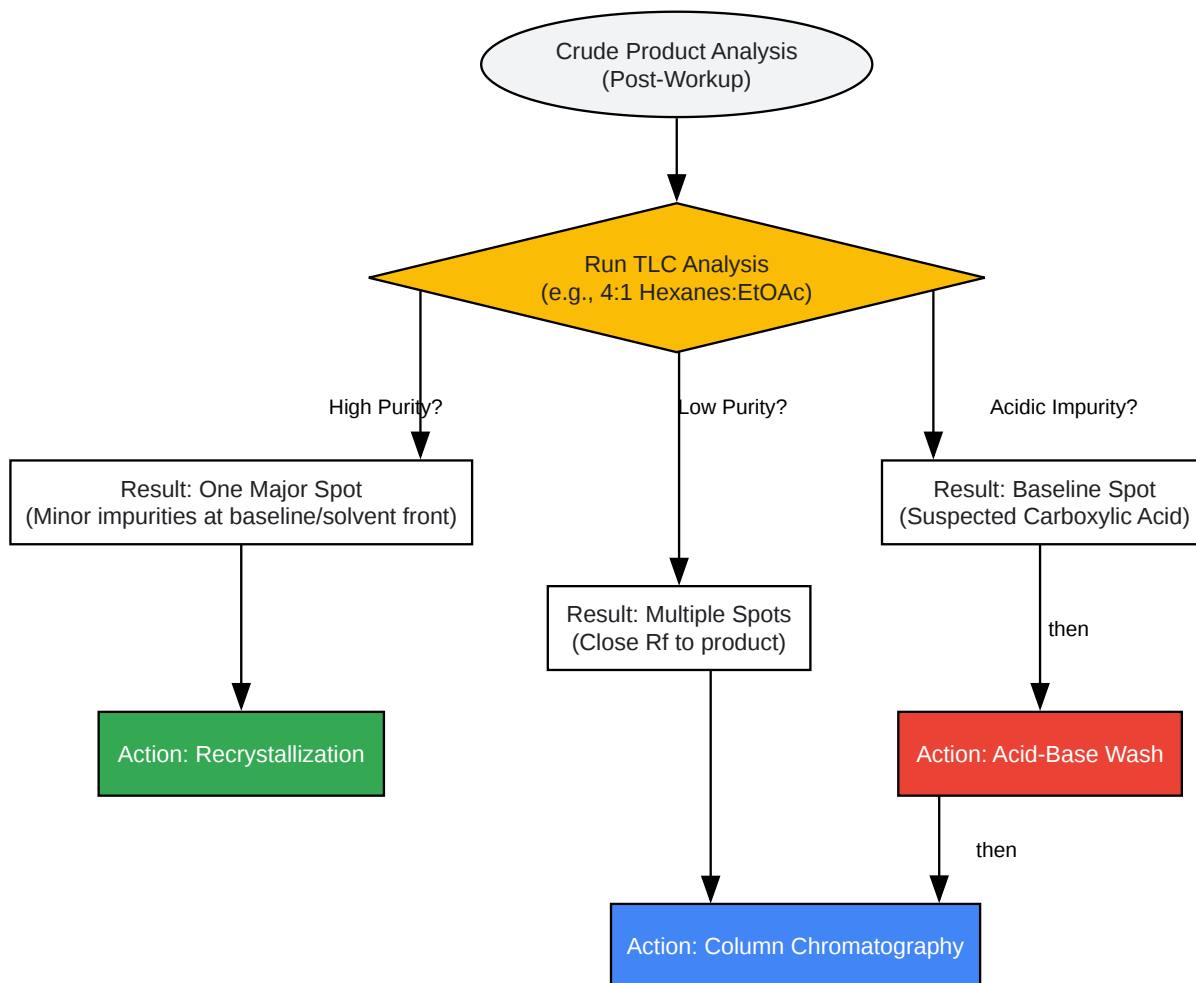 Crude Product Analysis
(Post-Workup)
Run TLC Analysis
(e.g., 4:1 Hexanes:EtOAc)
High Purity?
Low Purity?
Acidic Impurity?
Result: One Major Spot
(Minor impurities at baseline/solvent front)
Result: Baseline Spot
(Suspected Carboxylic Acid)
Result: Multiple Spots
(Close Rf to product)
then
Action: Recrystallization
Action: Acid-Base Wash
then
Action: Column Chromatography